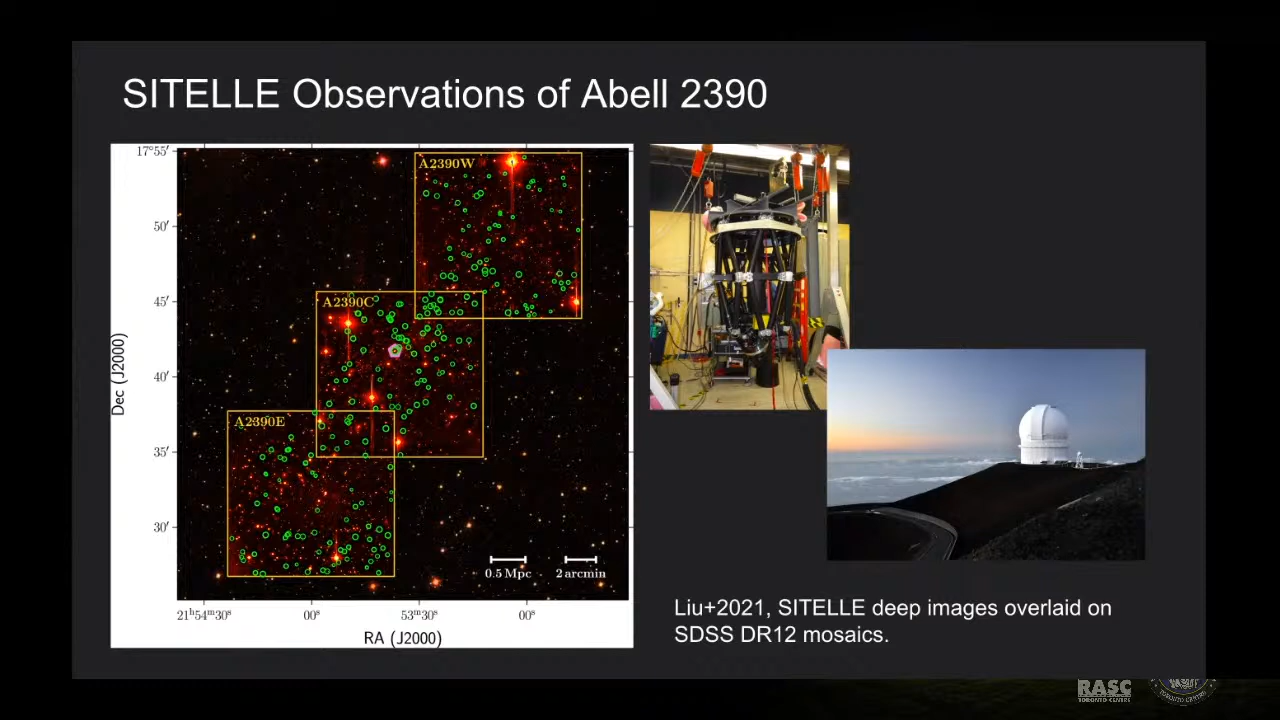 SITELLE Observations of Abell 2390
17°55′
50′
45′
40′
35′
30′
Dec (J2000)
A2390W
A2390C
A2390E
0.5 Mpc
2 arcmin
21ʰ54ᵐ30ˢ
00ˢ
53ᵐ30ˢ
00ˢ
RA (J2000)
Liu+2021, SITELLE deep images overlaid on
SDSS DR12 mosaics.
RASC
TORONTO CENTRE
TORONTO CENTRE